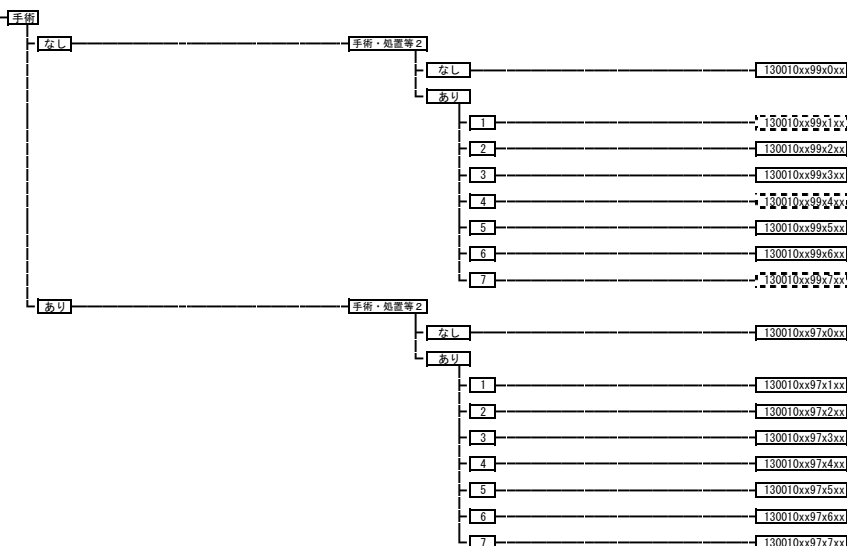 手術
なし 手術・処置等2
なし 130010xx99x0xx
あり
1 130010xx99x1xx
2 130010xx99x2xx
3 130010xx99x3xx
4 130010xx99x4xx
5 130010xx99x5xx
6 130010xx99x6xx
7 130010xx99x7xx
あり 手術・処置等2
なし 130010xx97x0xx
あり
1 130010xx97x1xx
2 130010xx97x2xx
3 130010xx97x3xx
4 130010xx97x4xx
5 130010xx97x5xx
6 130010xx97x6xx
7 130010xx97x7xx